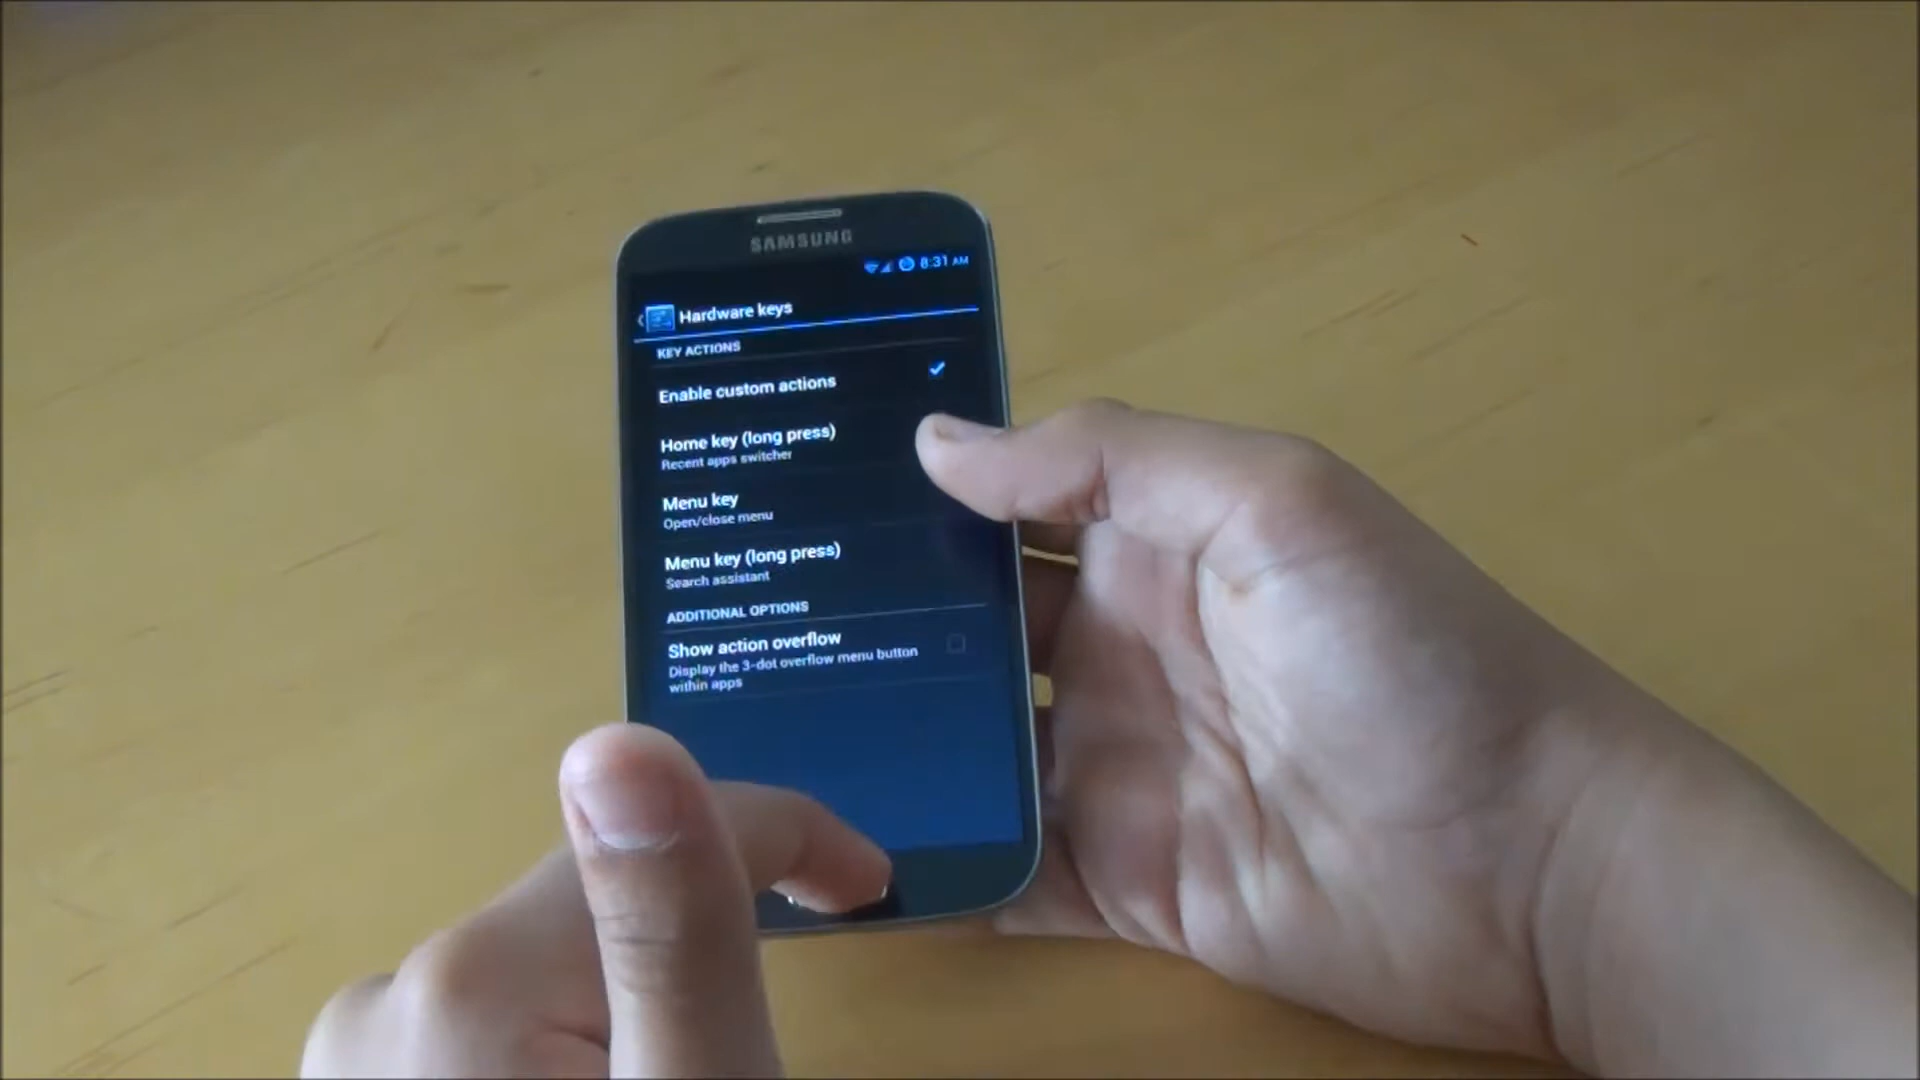 SAMSUNG
8:31 AM
Hardware keys
KEY ACTIONS
Enable custom actions
Home key (long press)
Recent apps switcher
Menu key
Open/close menu
Menu key (long press)
Search assistant
ADDITIONAL OPTIONS
Show action overflow
Display the 3-dot overflow menu button
within apps